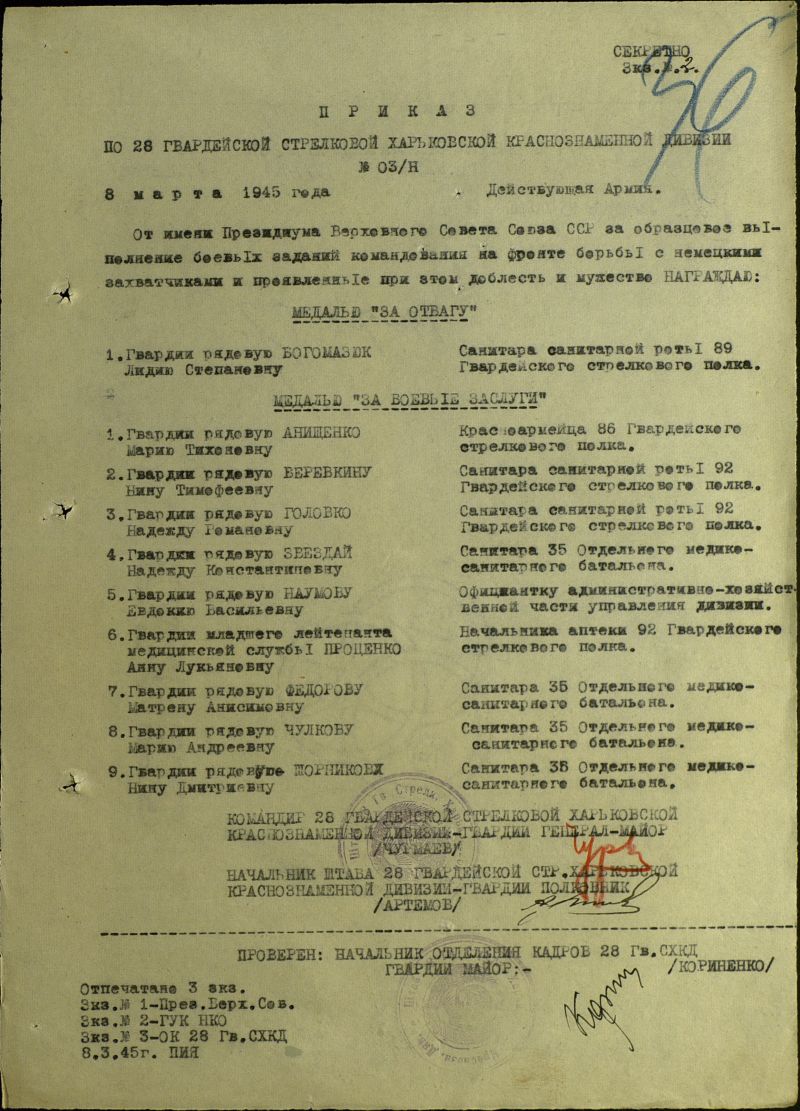 СЕКРЕТНО
Экз.№ 2.
36
П Р И К А З
ПО 28 ГВАРДЕЙСКОЙ СТРЕЛКОВОЙ ХАРЬКОВСКОЙ КРАСНОЗНАМЕННОЙ ДИВИЗИИ
№ 03/Н
8 марта 1945 года Действующая Армия.
От имени Президиума Верховного Совета Союза ССР за образцовое вы-
полнение боевых заданий командования на фронте борьбы с немецкими
захватчиками и проявленные при этом доблесть и мужество НАГРАЖДАЮ:
МЕДАЛЬЮ "ЗА ОТВАГУ"
1.Гвардии рядовую БОГОМАЗЮК Санитара санитарной роты 89
Лидию Степановну Гвардейского стрелкового полка.
МЕДАЛЬЮ "ЗА БОЕВЫЕ ЗАСЛУГИ"
1.Гвардии рядовую АНИЩЕНКО Красноармейца 86 Гвардейского
Марию Тихоновну стрелкового полка.
2.Гвардии рядовую ВЕРЕВКИНУ Санитара санитарной роты 92
Нину Тимофеевну Гвардейского стрелкового полка.
3.Гвардии рядовую ГОЛОВКО Санитара санитарной роты 92
Надежду Романовну Гвардейского стрелкового полка.
4.Гвардии рядовую ЗВЕЗДАЙ Санитара 35 Отдельного медико-
Надежду Константиновну санитарного батальона.
5.Гвардии рядовую НАУМОВУ Официантку административно-хозяйст-
Евдокию Васильевну венной части управления дивизии.
6.Гвардии младшего лейтенанта Начальника аптеки 92 Гвардейского
медицинской службы ПРОЦЕНКО стрелкового полка.
Анну Лукьяновну
7.Гвардии рядовую ФЕДОРОВУ Санитара 35 Отдельного медико-
Матрену Анисимовну санитарного батальона.
8.Гвардии рядовую ЧУЛКОВУ Санитара 35 Отдельного медико-
Марию Андреевну санитарного батальона.
9.Гвардии рядовую ШОРНИКОВУ Санитара 35 Отдельного медико-
Нину Дмитриевну санитарного батальона.
КОМАНДИР 28 ГВАРДЕЙСКОЙ СТРЕЛКОВОЙ ХАРЬКОВСКОЙ
КРАСНОЗНАМЕННОЙ ДИВИЗИИ-ГВАРДИИ ГЕНЕРАЛ-МАЙОР
/ЧУРМАЕВ/
НАЧАЛЬНИК ШТАБА 28 ГВАРДЕЙСКОЙ СТР.ХАРЬКОВСКОЙ
КРАСНОЗНАМЕННОЙ ДИВИЗИИ-ГВАРДИИ ПОЛКОВНИК
/АРТЕМОВ/
ПРОВЕРЕН: НАЧАЛЬНИК ОТДЕЛЕНИЯ КАДРОВ 28 Гв.СХКД
ГВАРДИИ МАЙОР:- /КОРИНЕНКО/
Отпечатано 3 экз.
Экз.№ 1-През.Верх.Сов.
Экз.№ 2-ГУК НКО
Экз.№ 3-ОК 28 Гв.СХКД
8.3.45г. ПИЯ